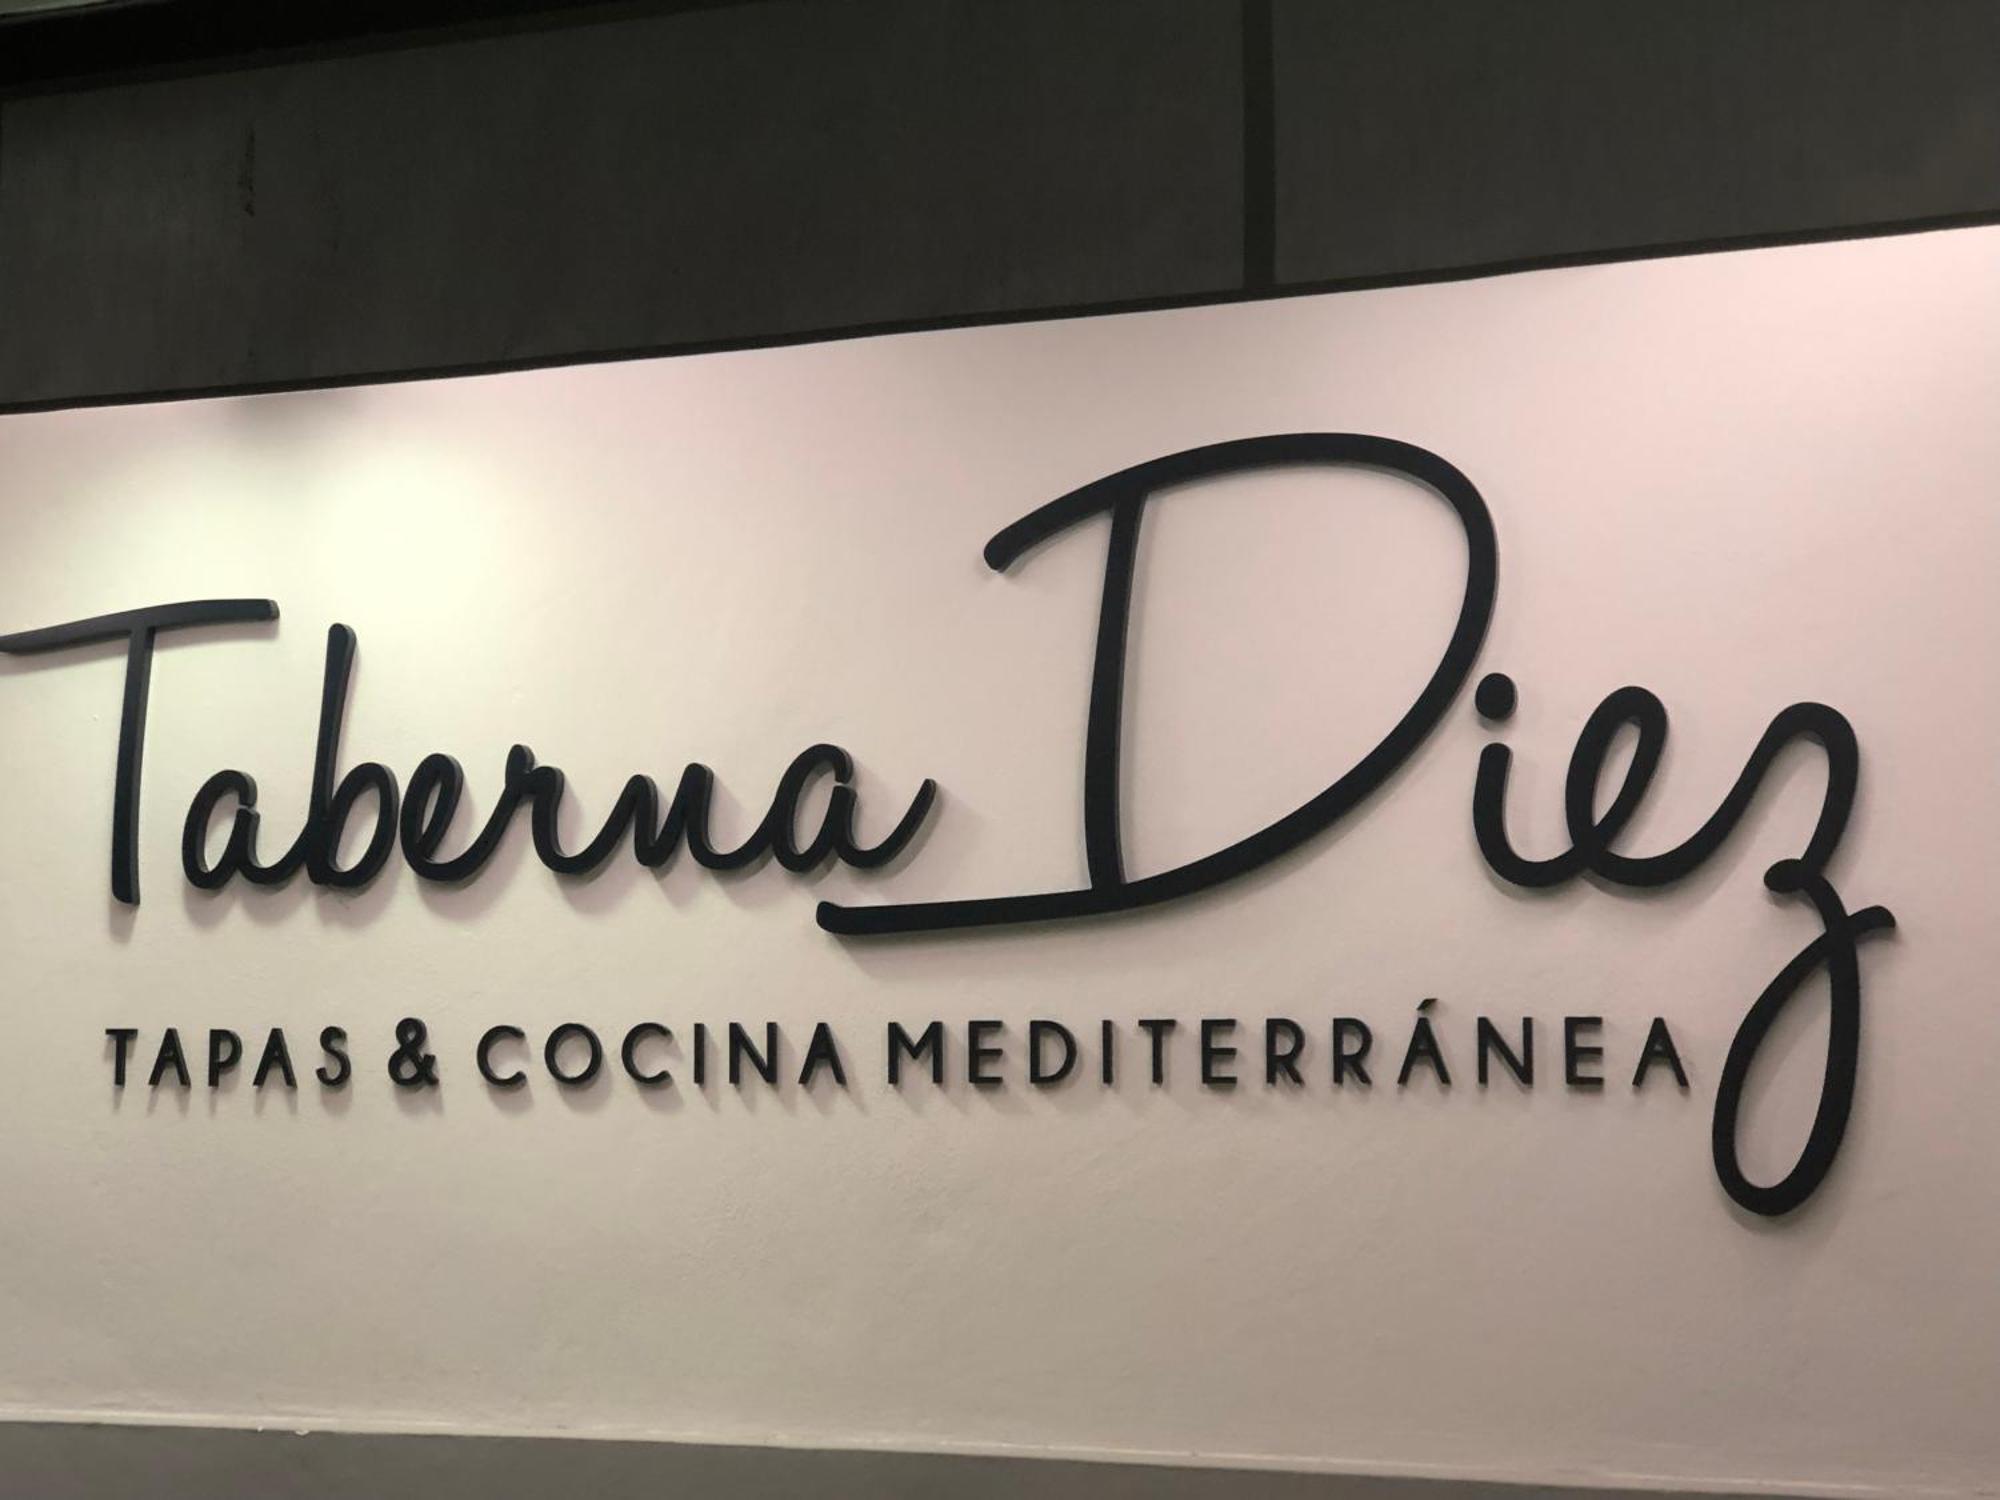 Taberna Diez
TAPAS & COCINA MEDITERRÁNEA